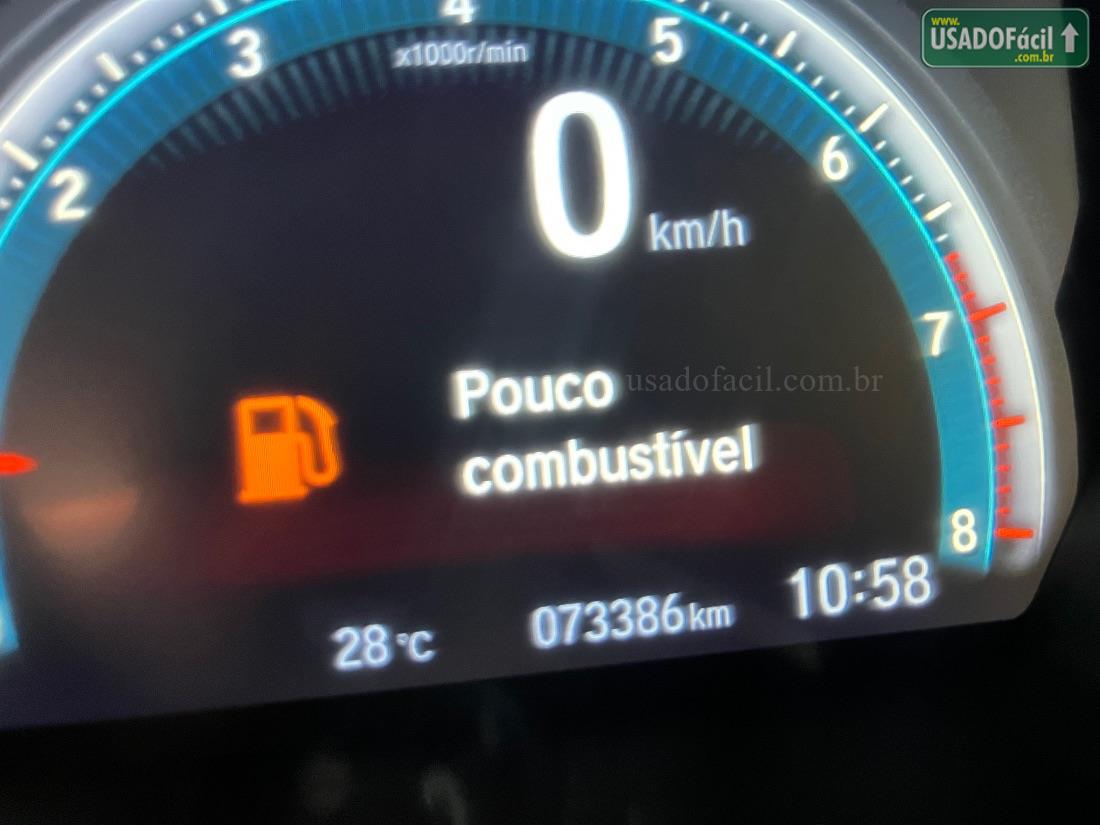 www.
USADOFácil
.com.br
4
3
5
x1000r/min
0
km/h
6
2
7
Pouco
usadofacil.com.br
combustívei
8
28°C
073386km
10:58